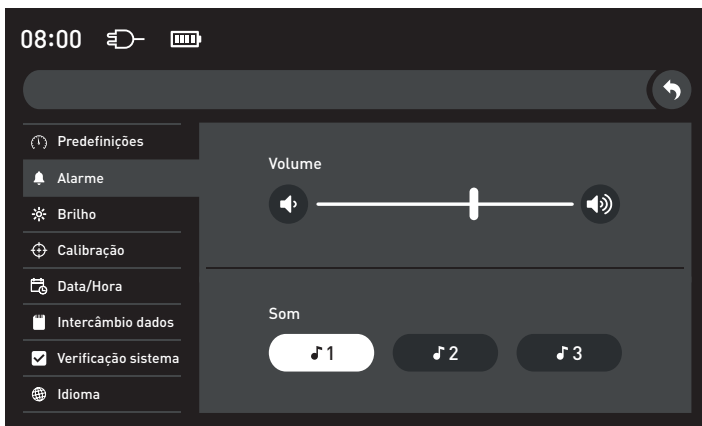 08:00
Predefinições
Alarme
Brilho
Calibração
Data/Hora
Intercâmbio dados
Verificação sistema
Idioma
Volume
Som
1
2
3